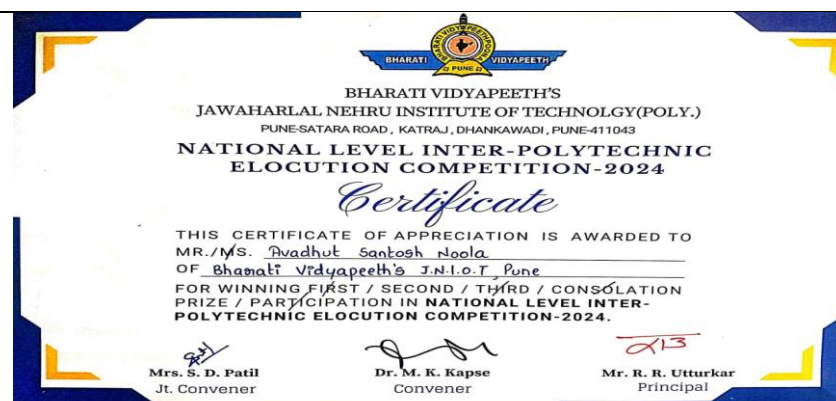 BHARATI VIDYAPEETH
PUNE
BHARATI VIDYAPEETH'S
JAWAHARLAL NEHRU INSTITUTE OF TECHNOLGY(POLY.)
PUNE-SATARA ROAD, KATRAJ, DHANKAWADI, PUNE-411043
NATIONAL LEVEL INTER-POLYTECHNIC
ELOCUTION COMPETITION-2024
Certificate
THIS CERTIFICATE OF APPRECIATION IS AWARDED TO
MR./MS. Avadhut Santosh Noola
OF Bharati Vidyapeeth's J.N.I.O.T, Pune
FOR WINNING FIRST / SECOND / THIRD / CONSOLATION
PRIZE / PARTICIPATION IN NATIONAL LEVEL INTER-
POLYTECHNIC ELOCUTION COMPETITION-2024.
Mrs. S. D. Patil Dr. M. K. Kapse Mr. R. R. Utturkar
Jt. Convener Convener Principal